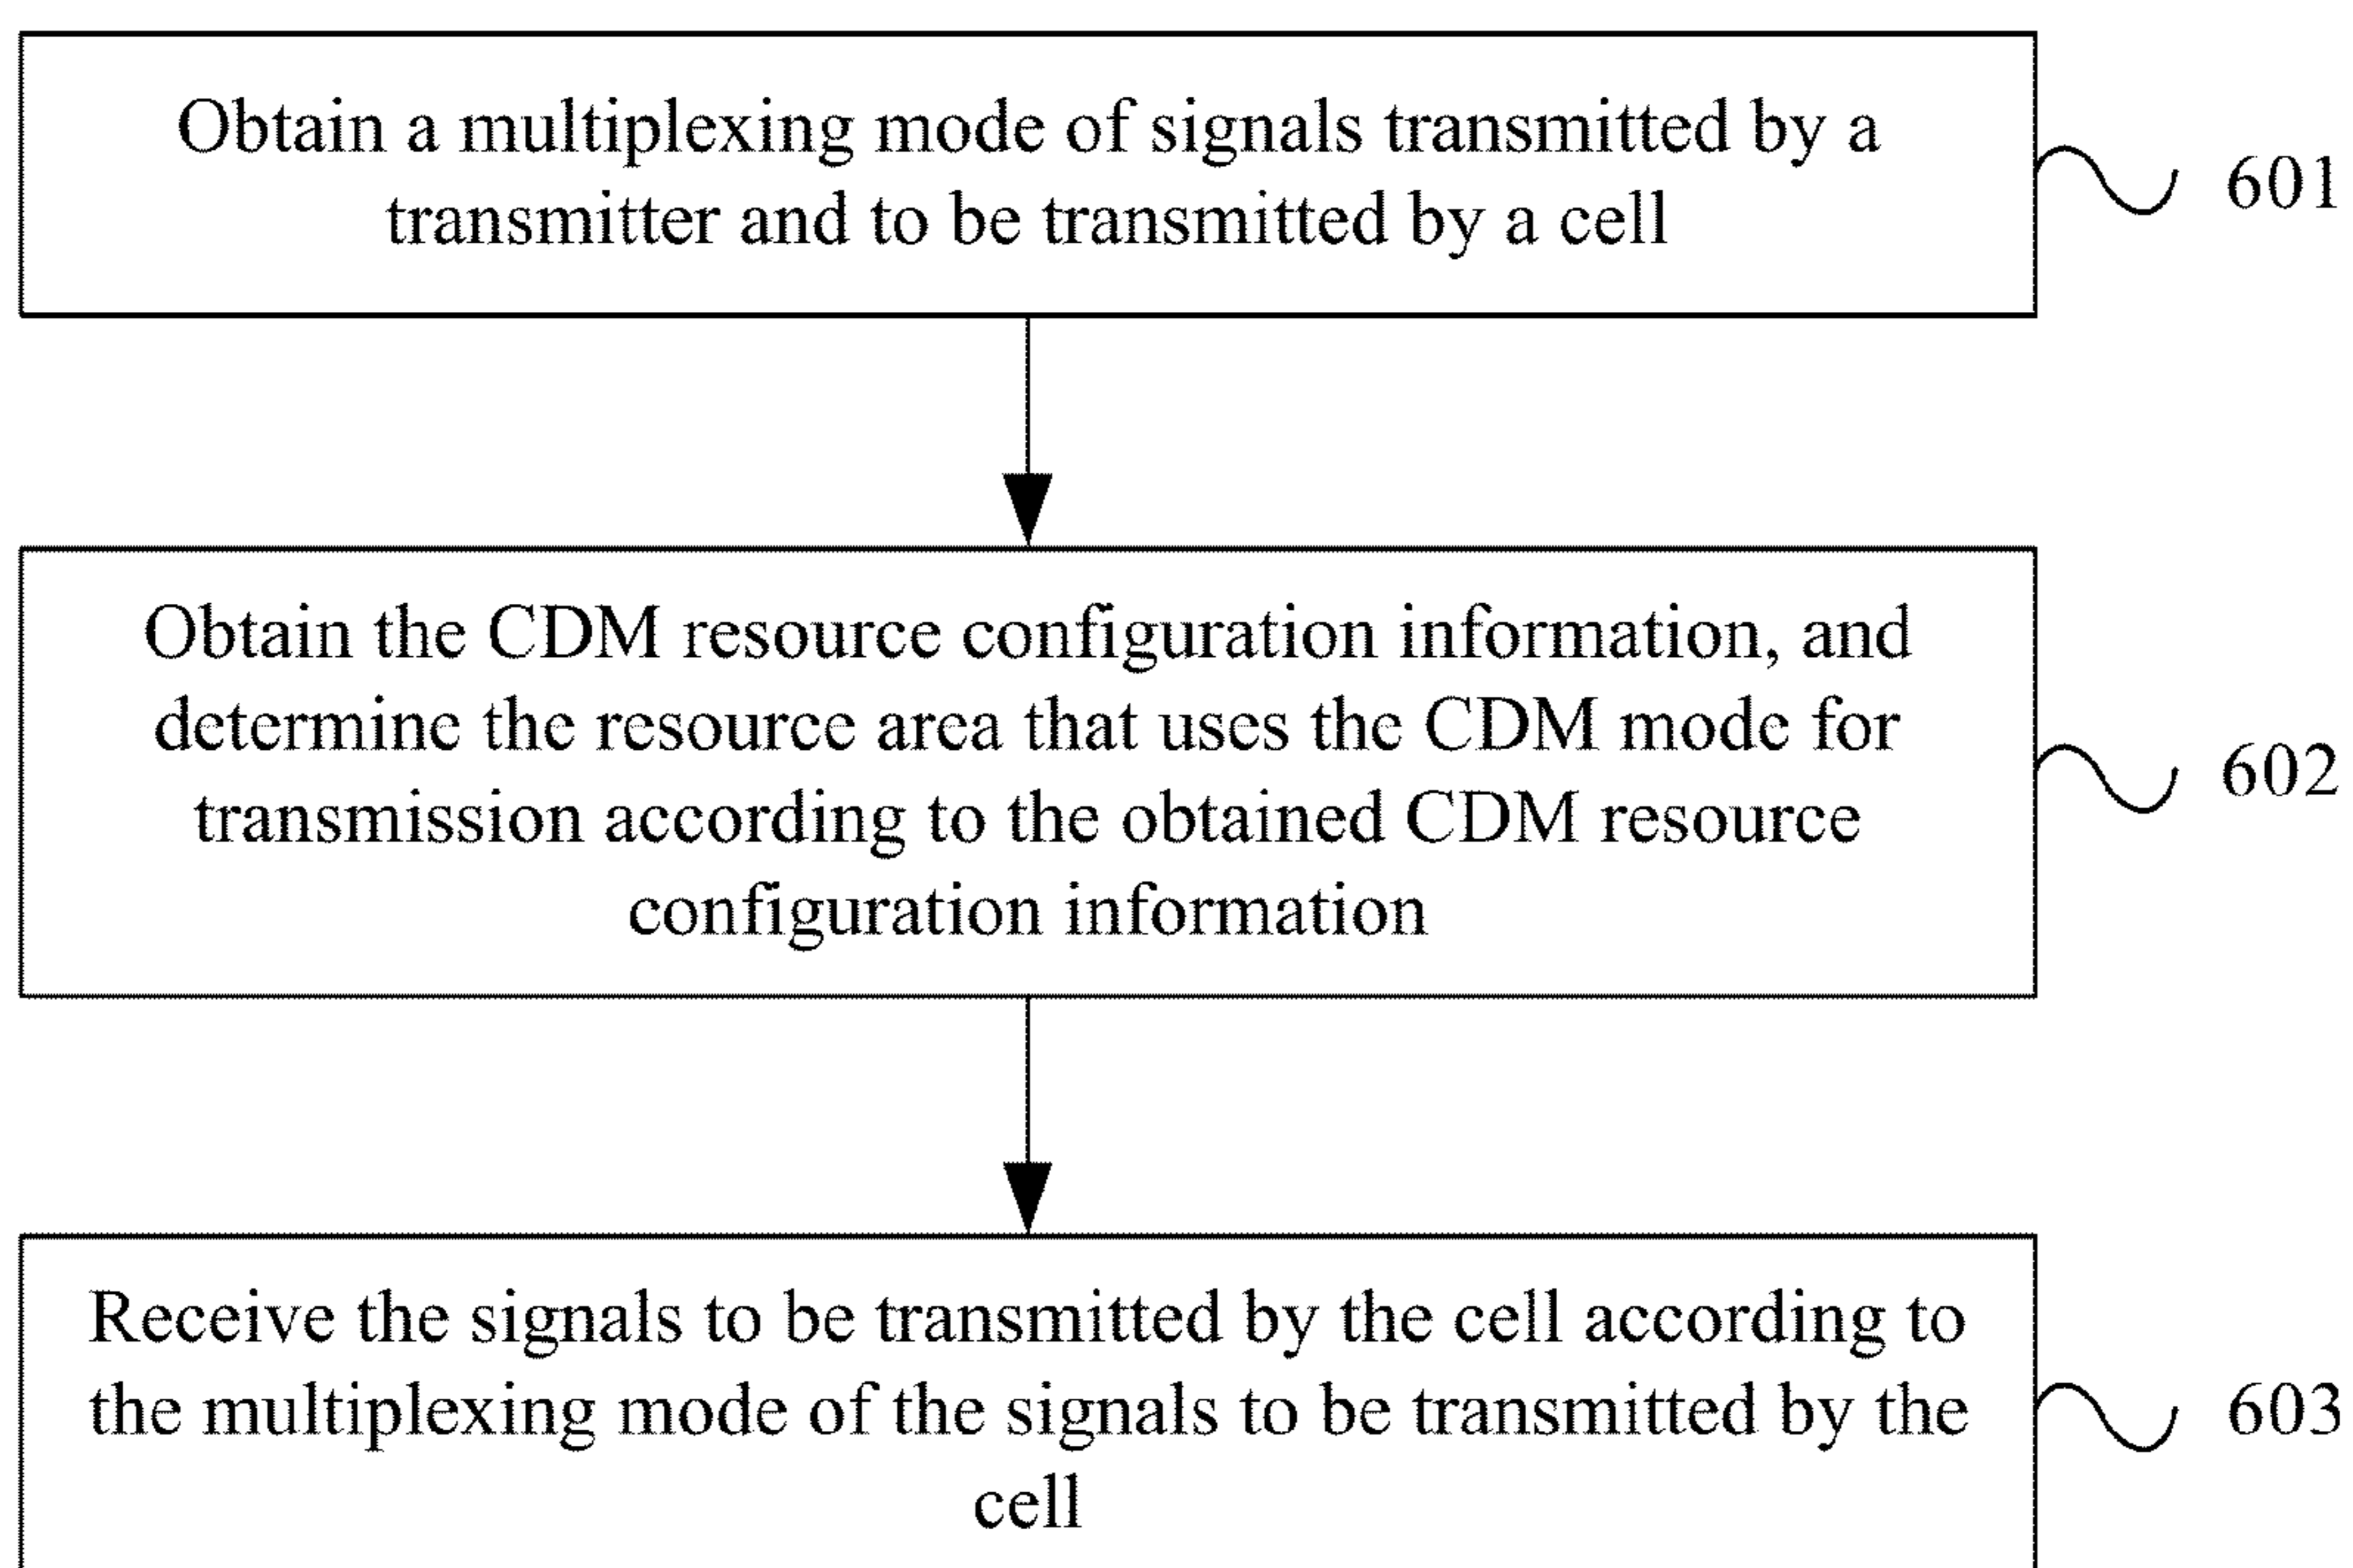 Obtain a multiplexing mode of signals transmitted by a
transmitter and to be transmitted by a cell
601
Obtain the CDM resource configuration information, and
determine the resource area that uses the CDM mode for
transmission according to the obtained CDM resource
configuration information
602
Receive the signals to be transmitted by the cell according to
the multiplexing mode of the signals to be transmitted by the
cell
603